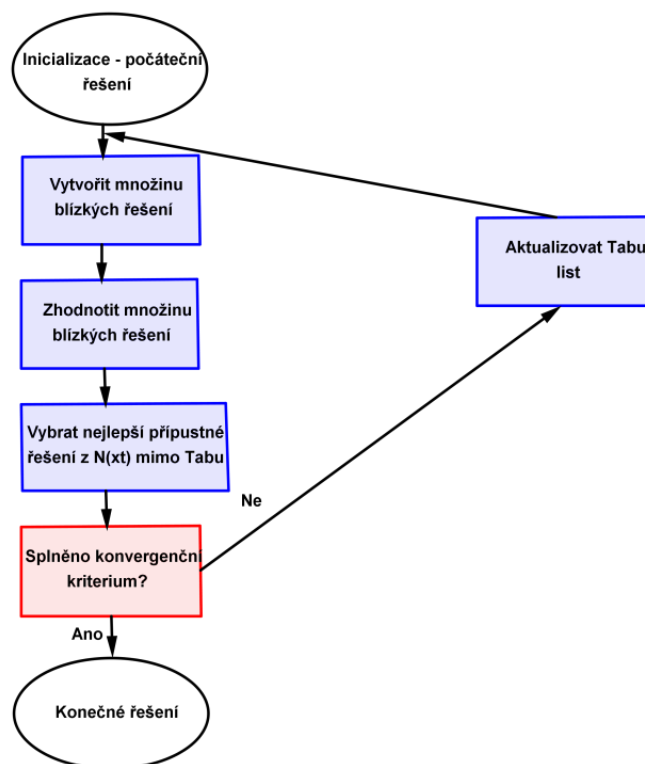 Inicializace - počáteční
řešení
Vytvořit množinu
blízkých řešení
Aktualizovat Tabu
list
Zhodnotit množinu
blízkých řešení
Vybrat nejlepší přípustné
řešení z N(xt) mimo Tabu
Ne
Splněno konvergenční
kriterium?
Ano
Konečné řešení